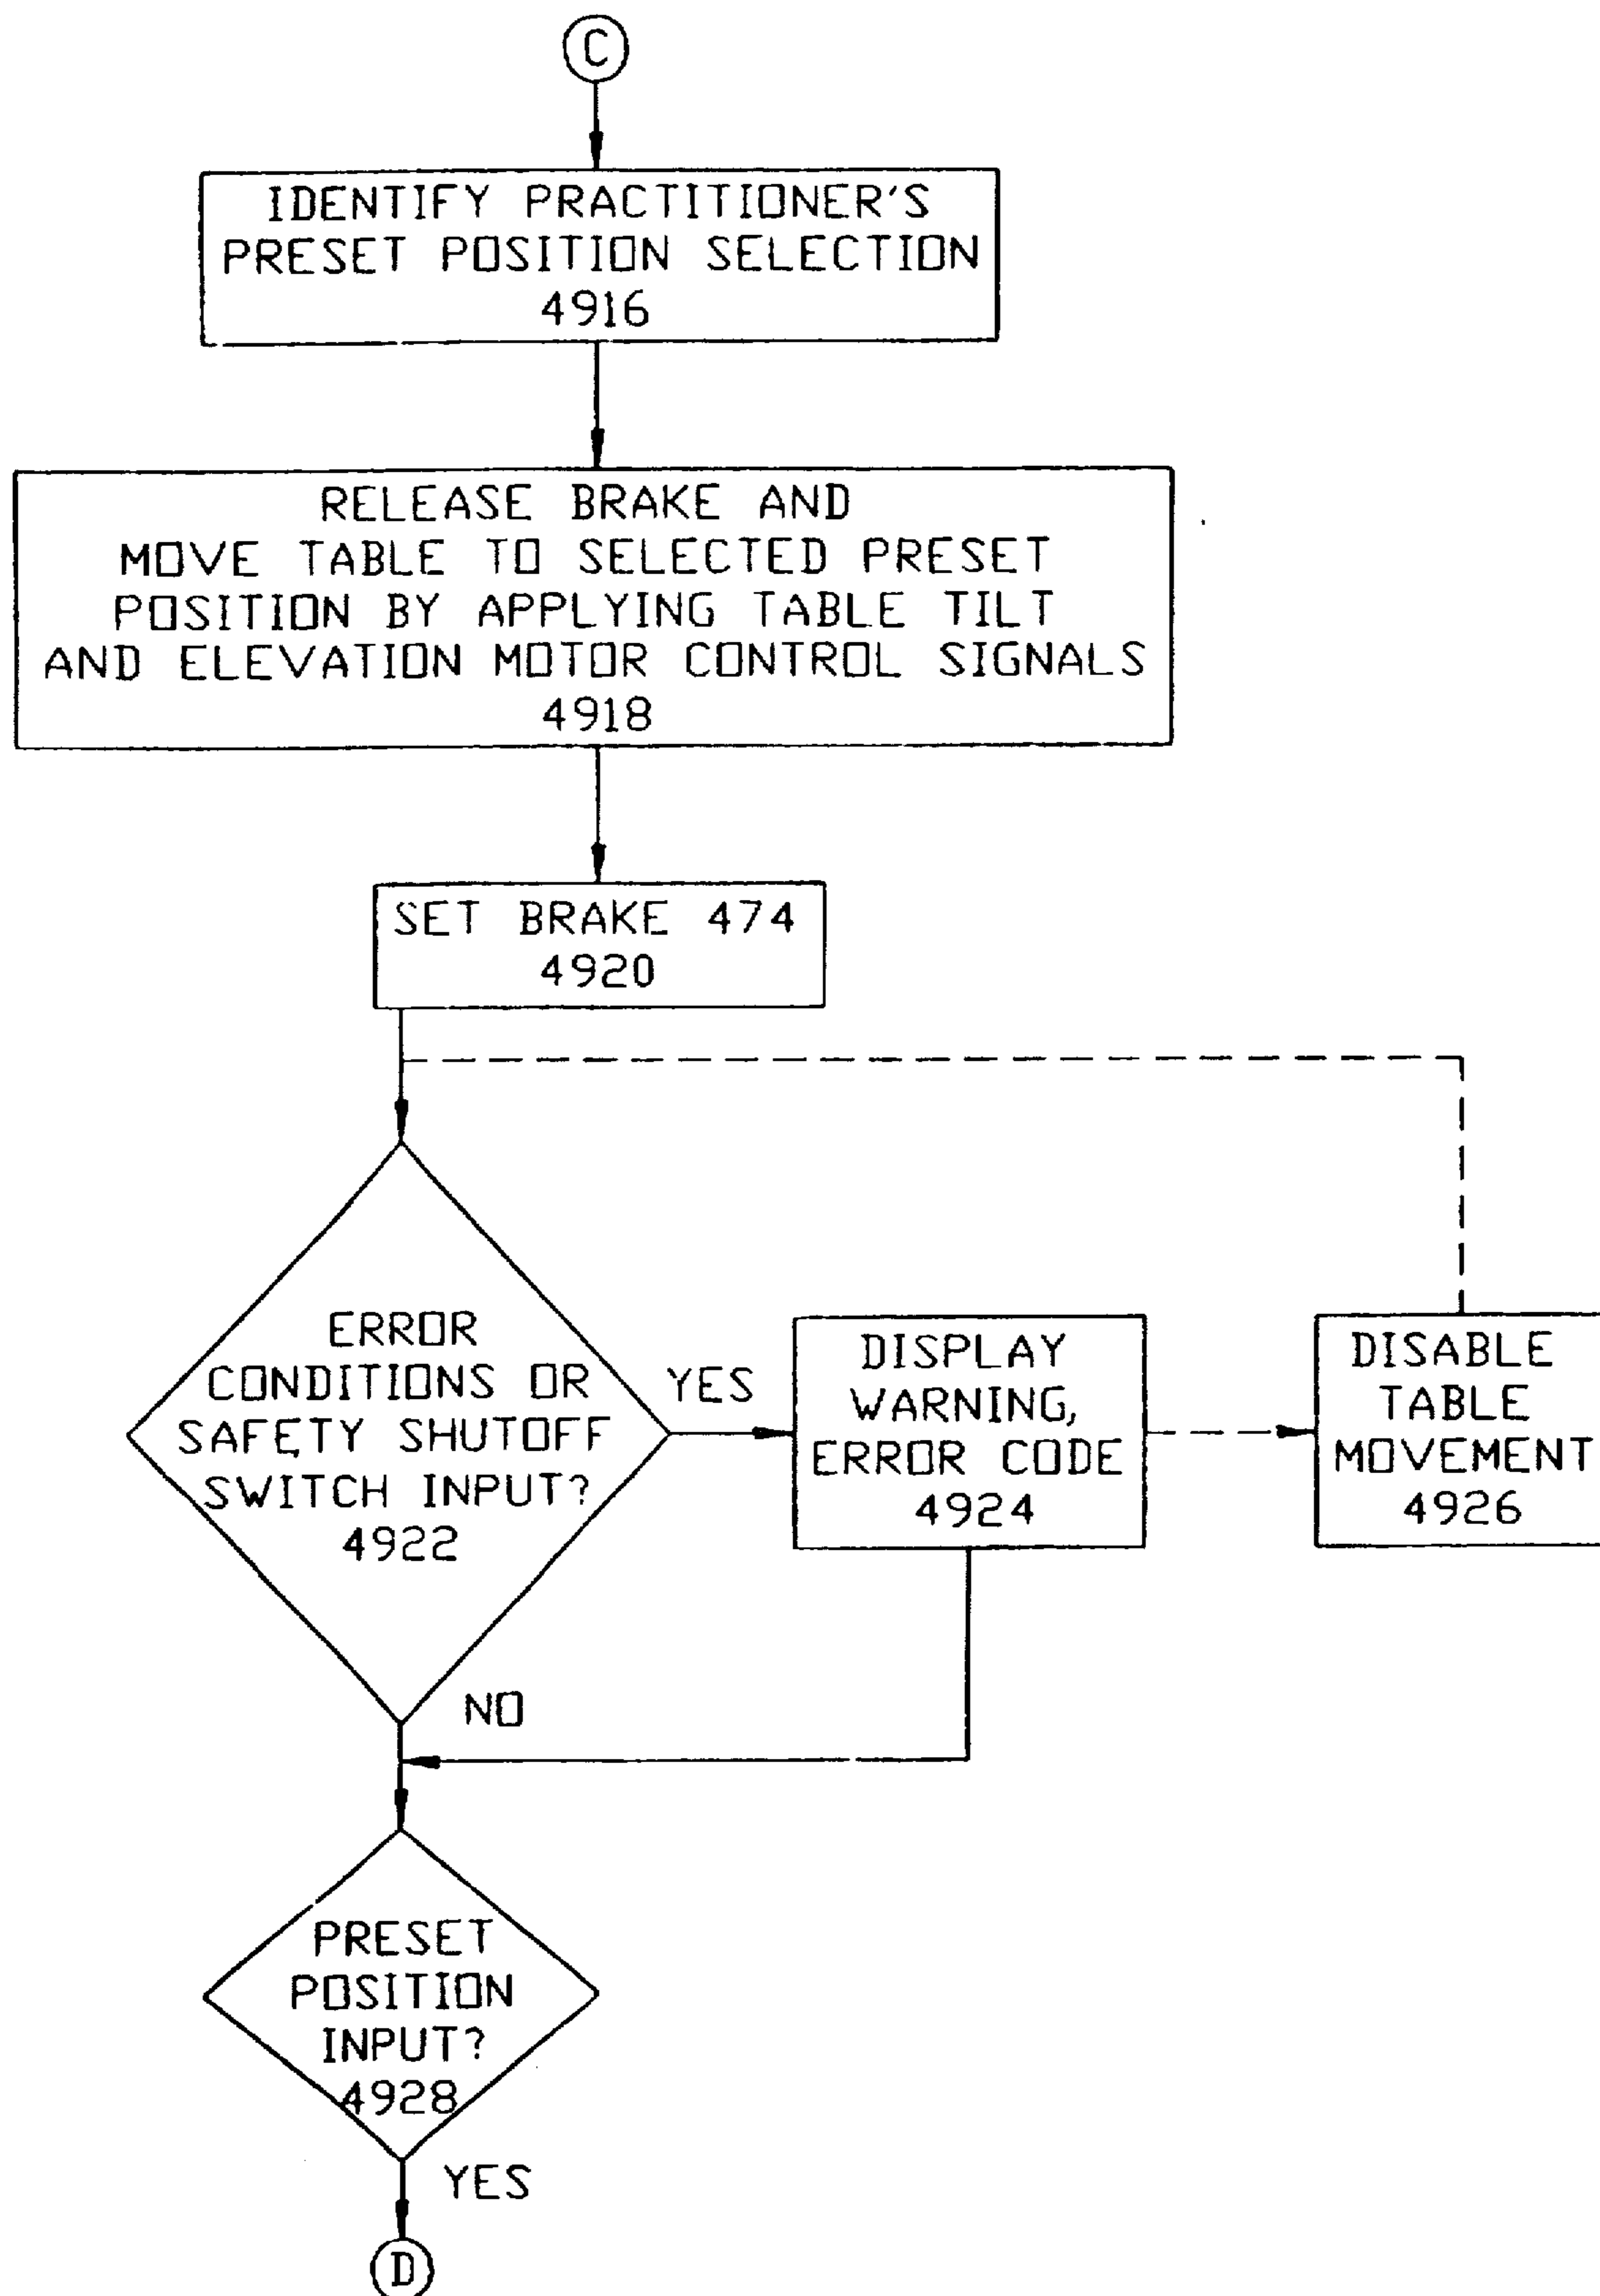 C
IDENTIFY PRACTITIONER'S
PRESET POSITION SELECTION
4916
RELEASE BRAKE AND
MOVE TABLE TO SELECTED PRESET
POSITION BY APPLYING TABLE TILT
AND ELEVATION MOTOR CONTROL SIGNALS
4918
SET BRAKE 474
4920
ERROR
CONDITIONS OR
SAFETY SHUTOFF
SWITCH INPUT?
4922
YES
DISPLAY
WARNING,
ERROR CODE
4924
DISABLE
TABLE
MOVEMENT
4926
NO
PRESET
POSITION
INPUT?
4928
YES
D